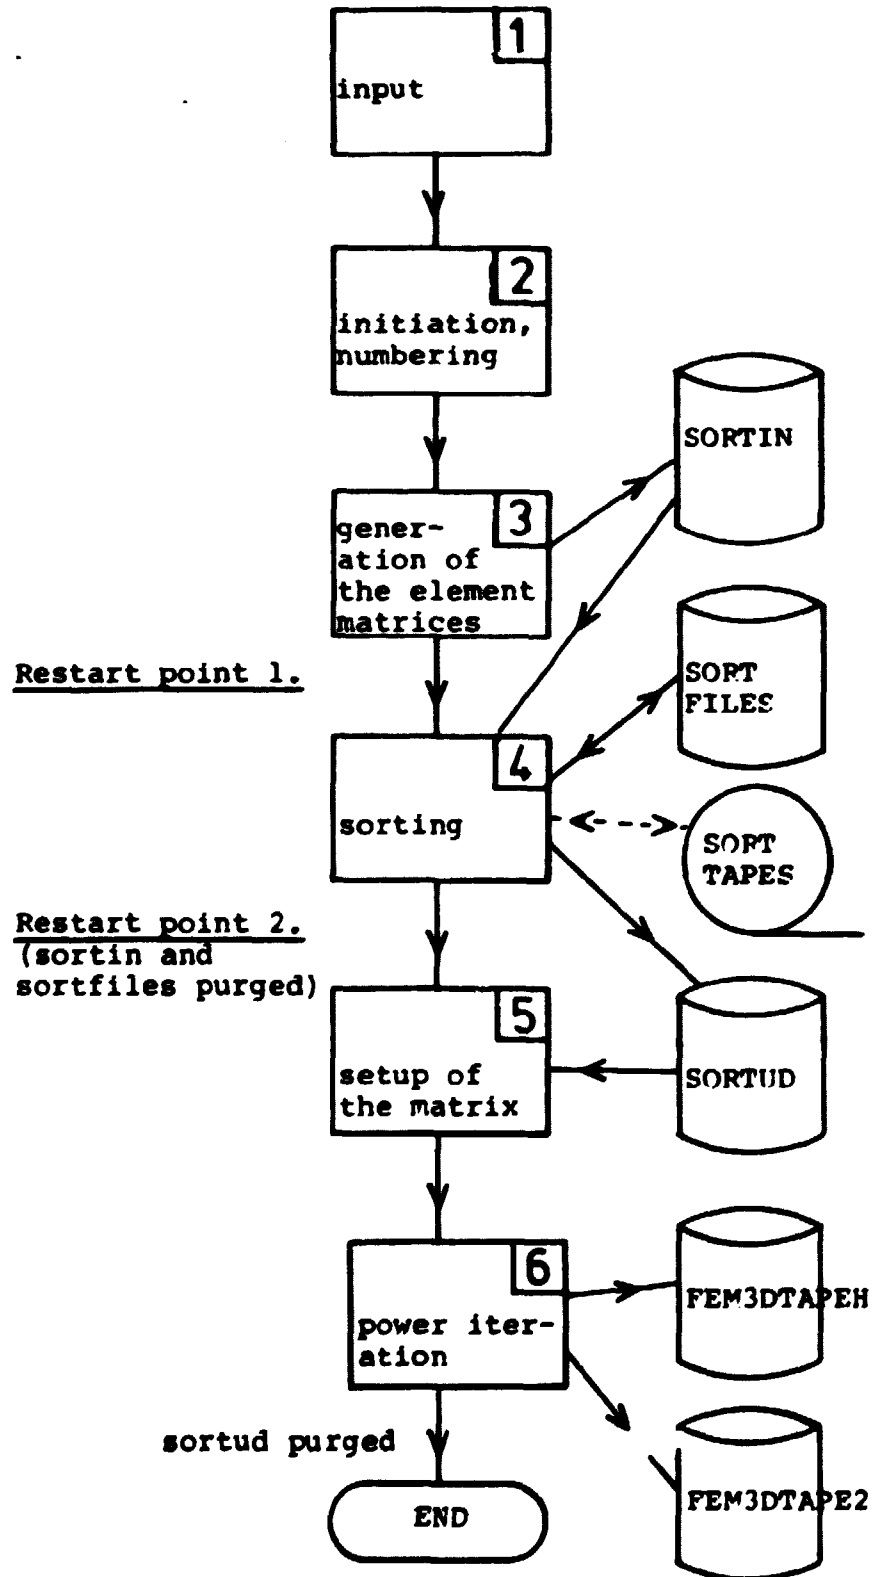 1
input
2
initiation,
numbering
SORTIN
3
gener-
ation of
the element
matrices
Restart point 1.
SORT
FILES
4
sorting
SORT
TAPES
Restart point 2.
(sortin and
sortfiles purged)
5
setup of
the matrix
SORTUD
6
power iter-
ation
FEM3DTAPEH
sortud purged
FEM3DTAPE2
END